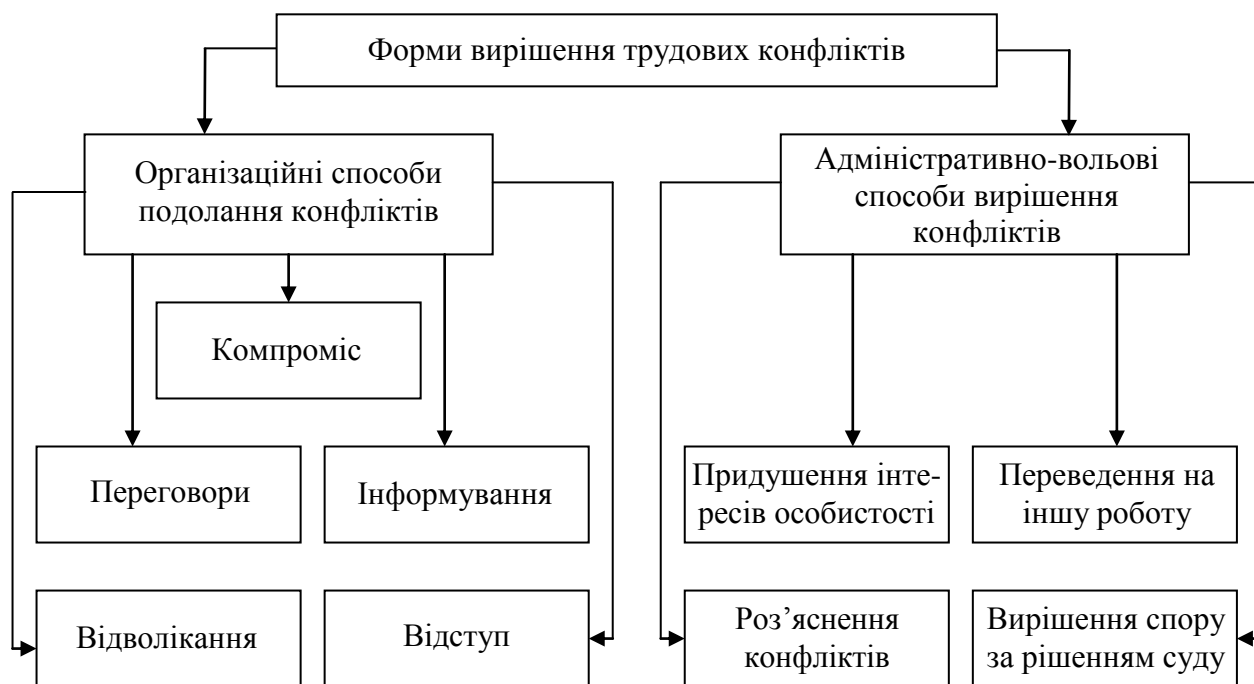 Форми вирішення трудових конфліктів
Організаційні способи
подолання конфліктів
Адміністративно-вольові
способи вирішення
конфліктів
Компроміс
Переговори
Інформування
Придушення інте-
ресів особистості
Переведення на
іншу роботу
Відволікання
Відступ
Роз’яснення
конфліктів
Вирішення спору
за рішенням суду